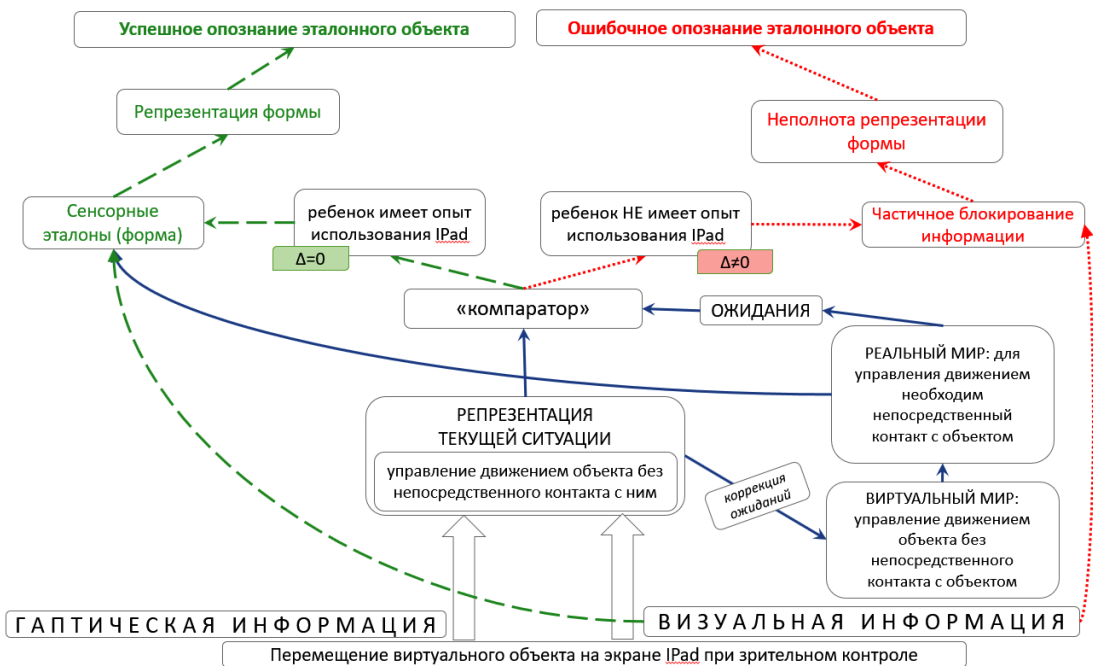 Успешное опознание эталонного объекта
Ошибочное опознание эталонного объекта
Репрезентация формы
Неполнота репрезентации
формы
Сенсорные
эталоны (форма)
ребенок имеет опыт
использования IPad
Δ=0
ребенок НЕ имеет опыт
использования IPad
Δ≠0
Частичное блокирование
информации
«компаратор»
ОЖИДАНИЯ
РЕАЛЬНЫЙ МИР: для
управления движением
необходим
непосредственный
контакт с объектом
РЕПРЕЗЕНТАЦИЯ
ТЕКУЩЕЙ СИТУАЦИИ
управление движением объекта без
непосредственного контакта с ним
коррекция
ожиданий
ВИРТУАЛЬНЫЙ МИР:
управление движением
объекта без
непосредственного
контакта с объектом
ГАПТИЧЕСКАЯ ИНФОРМАЦИЯ
ВИЗУАЛЬНАЯ ИНФОРМАЦИЯ
Перемещение виртуального объекта на экране IPad при зрительном контроле